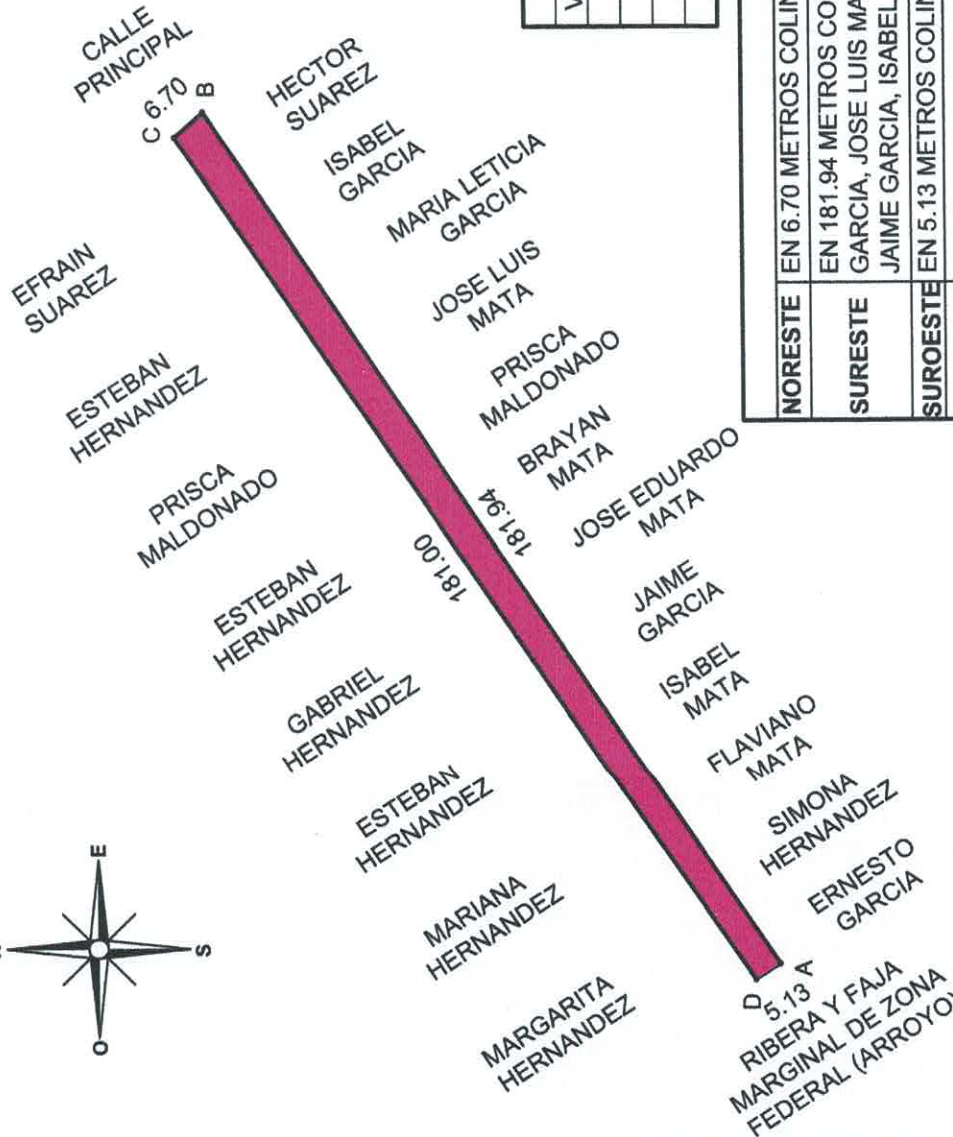 CALLE
PRINCIPAL
C 6.70 B
HECTOR
SUAREZ
ISABEL
GARCIA
MARIA LETICIA
GARCIA
JOSE LUIS
MATA
PRISCA
MALDONADO
BRAYAN
MATA
JOSE EDUARDO
MATA
JAIME
GARCIA
ISABEL
MATA
FLAVIANO
MATA
SIMONA
HERNANDEZ
ERNESTO
GARCIA
EFRAIN
SUAREZ
ESTEBAN
HERNANDEZ
PRISCA
MALDONADO
ESTEBAN
HERNANDEZ
GABRIEL
HERNANDEZ
ESTEBAN
HERNANDEZ
MARIANA
HERNANDEZ
MARGARITA
HERNANDEZ
181.00
181.94
D 5.13 A
RIBERA Y FAJA
MARGINAL DE ZONA
FEDERAL (ARROYO)
E
S
O
V
NORESTE EN 6.70 METROS COLIN
SURESTE EN 181.94 METROS CO
GARCIA, JOSE LUIS MA
JAIME GARCIA, ISABEL
SUROESTE EN 5.13 METROS COLIN